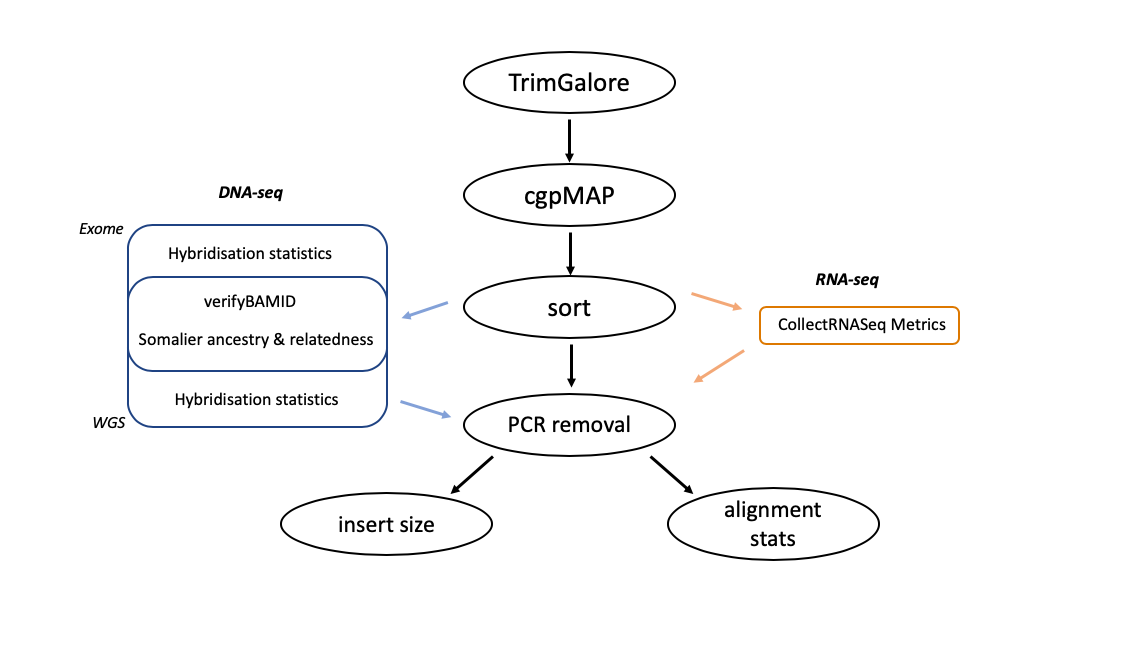 TrimGalore
cgpMAP
DNA-seq
Exome
Hybridisation statistics
verifyBAMID
Somalier ancestry & relatedness
Hybridisation statistics
WGS
sort
RNA-seq
CollectRNASeq Metrics
PCR removal
insert size
alignment
stats